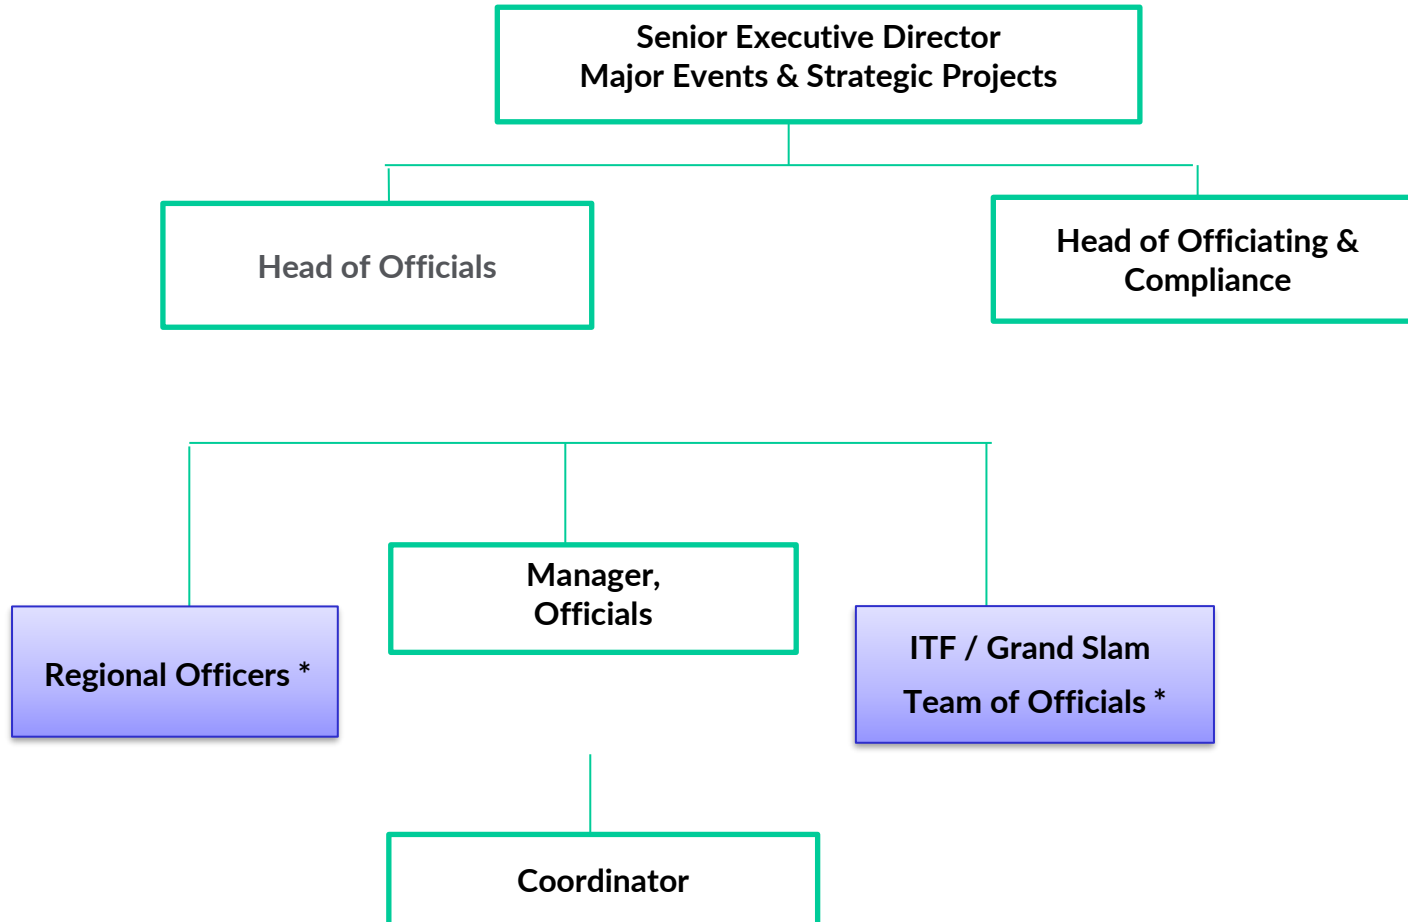 Senior Executive Director
Major Events & Strategic Projects
Head of Officials
Head of Officiating &
Compliance
Manager,
Officials
Regional Officers *
ITF / Grand Slam
Team of Officials *
Coordinator